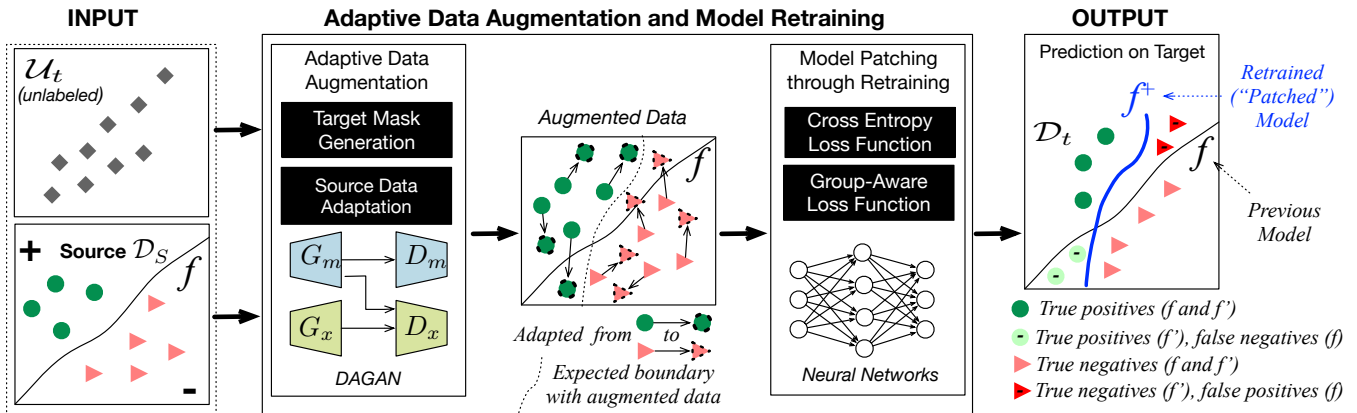 INPUT
Adaptive Data Augmentation and Model Retraining
OUTPUT
𝒰t
(unlabeled)
+ Source 𝒟S
f
-
Adaptive Data
Augmentation
Target Mask
Generation
Source Data
Adaptation
Gm
Dm
Gx
Dx
DAGAN
Augmented Data
f
Adapted from to
Expected boundary
with augmented data
Model Patching
through Retraining
Cross Entropy
Loss Function
Group-Aware
Loss Function
Neural Networks
Prediction on Target
f+
Retrained
("Patched")
Model
𝒟t
f
Previous
Model
-
-
-
-
True positives (f and f')
- True positives (f'), false negatives (f)
True negatives (f and f')
- True negatives (f'), false positives (f)